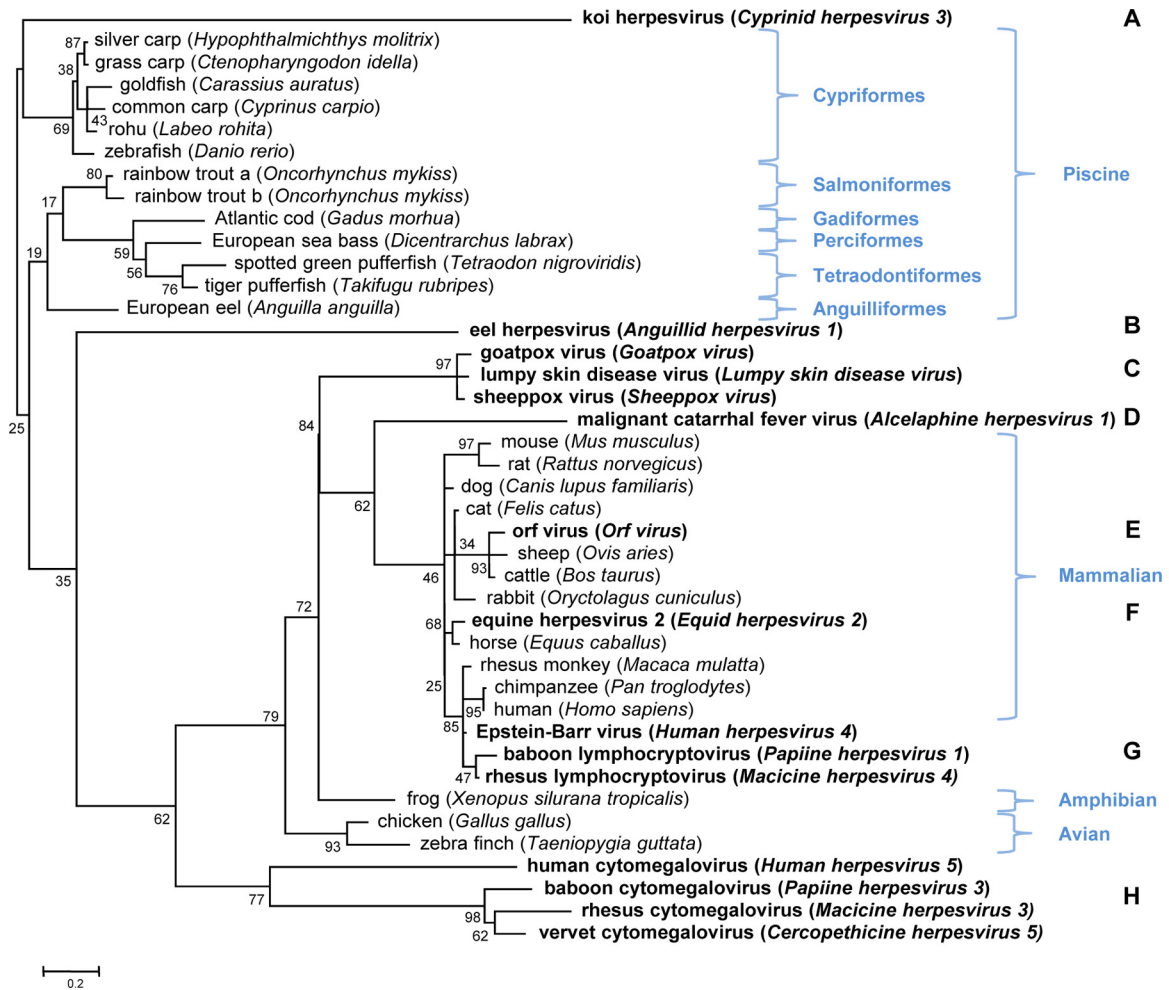 koi herpesvirus (Cyprinid herpesvirus 3) A
87 silver carp (Hypophthalmichthys molitrix)
38 grass carp (Ctenopharyngodon idella)
goldfish (Carassius auratus) Cypriformes
common carp (Cyprinus carpio)
69 43 rohu (Labeo rohita)
zebrafish (Danio rerio)
80 rainbow trout a (Oncorhynchus mykiss) Piscine
rainbow trout b (Oncorhynchus mykiss) Salmoniformes
17
Atlantic cod (Gadus morhua) Gadiformes
19 59 European sea bass (Dicentrarchus labrax) Perciformes
56 spotted green pufferfish (Tetraodon nigroviridis) Tetraodontiformes
76 tiger pufferfish (Takifugu rubripes)
European eel (Anguilla anguilla) Anguilliformes
eel herpesvirus (Anguillid herpesvirus 1) B
goatpox virus (Goatpox virus)
97 lumpy skin disease virus (Lumpy skin disease virus) C
sheeppox virus (Sheeppox virus)
25 84 malignant catarrhal fever virus (Alcelaphine herpesvirus 1) D
97 mouse (Mus musculus)
rat (Rattus norvegicus)
dog (Canis lupus familiaris)
62 cat (Felis catus)
orf virus (Orf virus) E
34 sheep (Ovis aries)
35 46 93 cattle (Bos taurus) Mammalian
rabbit (Oryctolagus cuniculus)
72 68 equine herpesvirus 2 (Equid herpesvirus 2) F
horse (Equus caballus)
rhesus monkey (Macaca mulatta)
25 chimpanzee (Pan troglodytes)
79 95 human (Homo sapiens)
85 Epstein-Barr virus (Human herpesvirus 4)
baboon lymphocryptovirus (Papiine herpesvirus 1) G
47 rhesus lymphocryptovirus (Macicine herpesvirus 4)
frog (Xenopus silurana tropicalis) Amphibian
62 chicken (Gallus gallus)
93 zebra finch (Taeniopygia guttata) Avian
human cytomegalovirus (Human herpesvirus 5)
77 baboon cytomegalovirus (Papiine herpesvirus 3) H
98 rhesus cytomegalovirus (Macicine herpesvirus 3)
62 vervet cytomegalovirus (Cercopethicine herpesvirus 5)
0.2